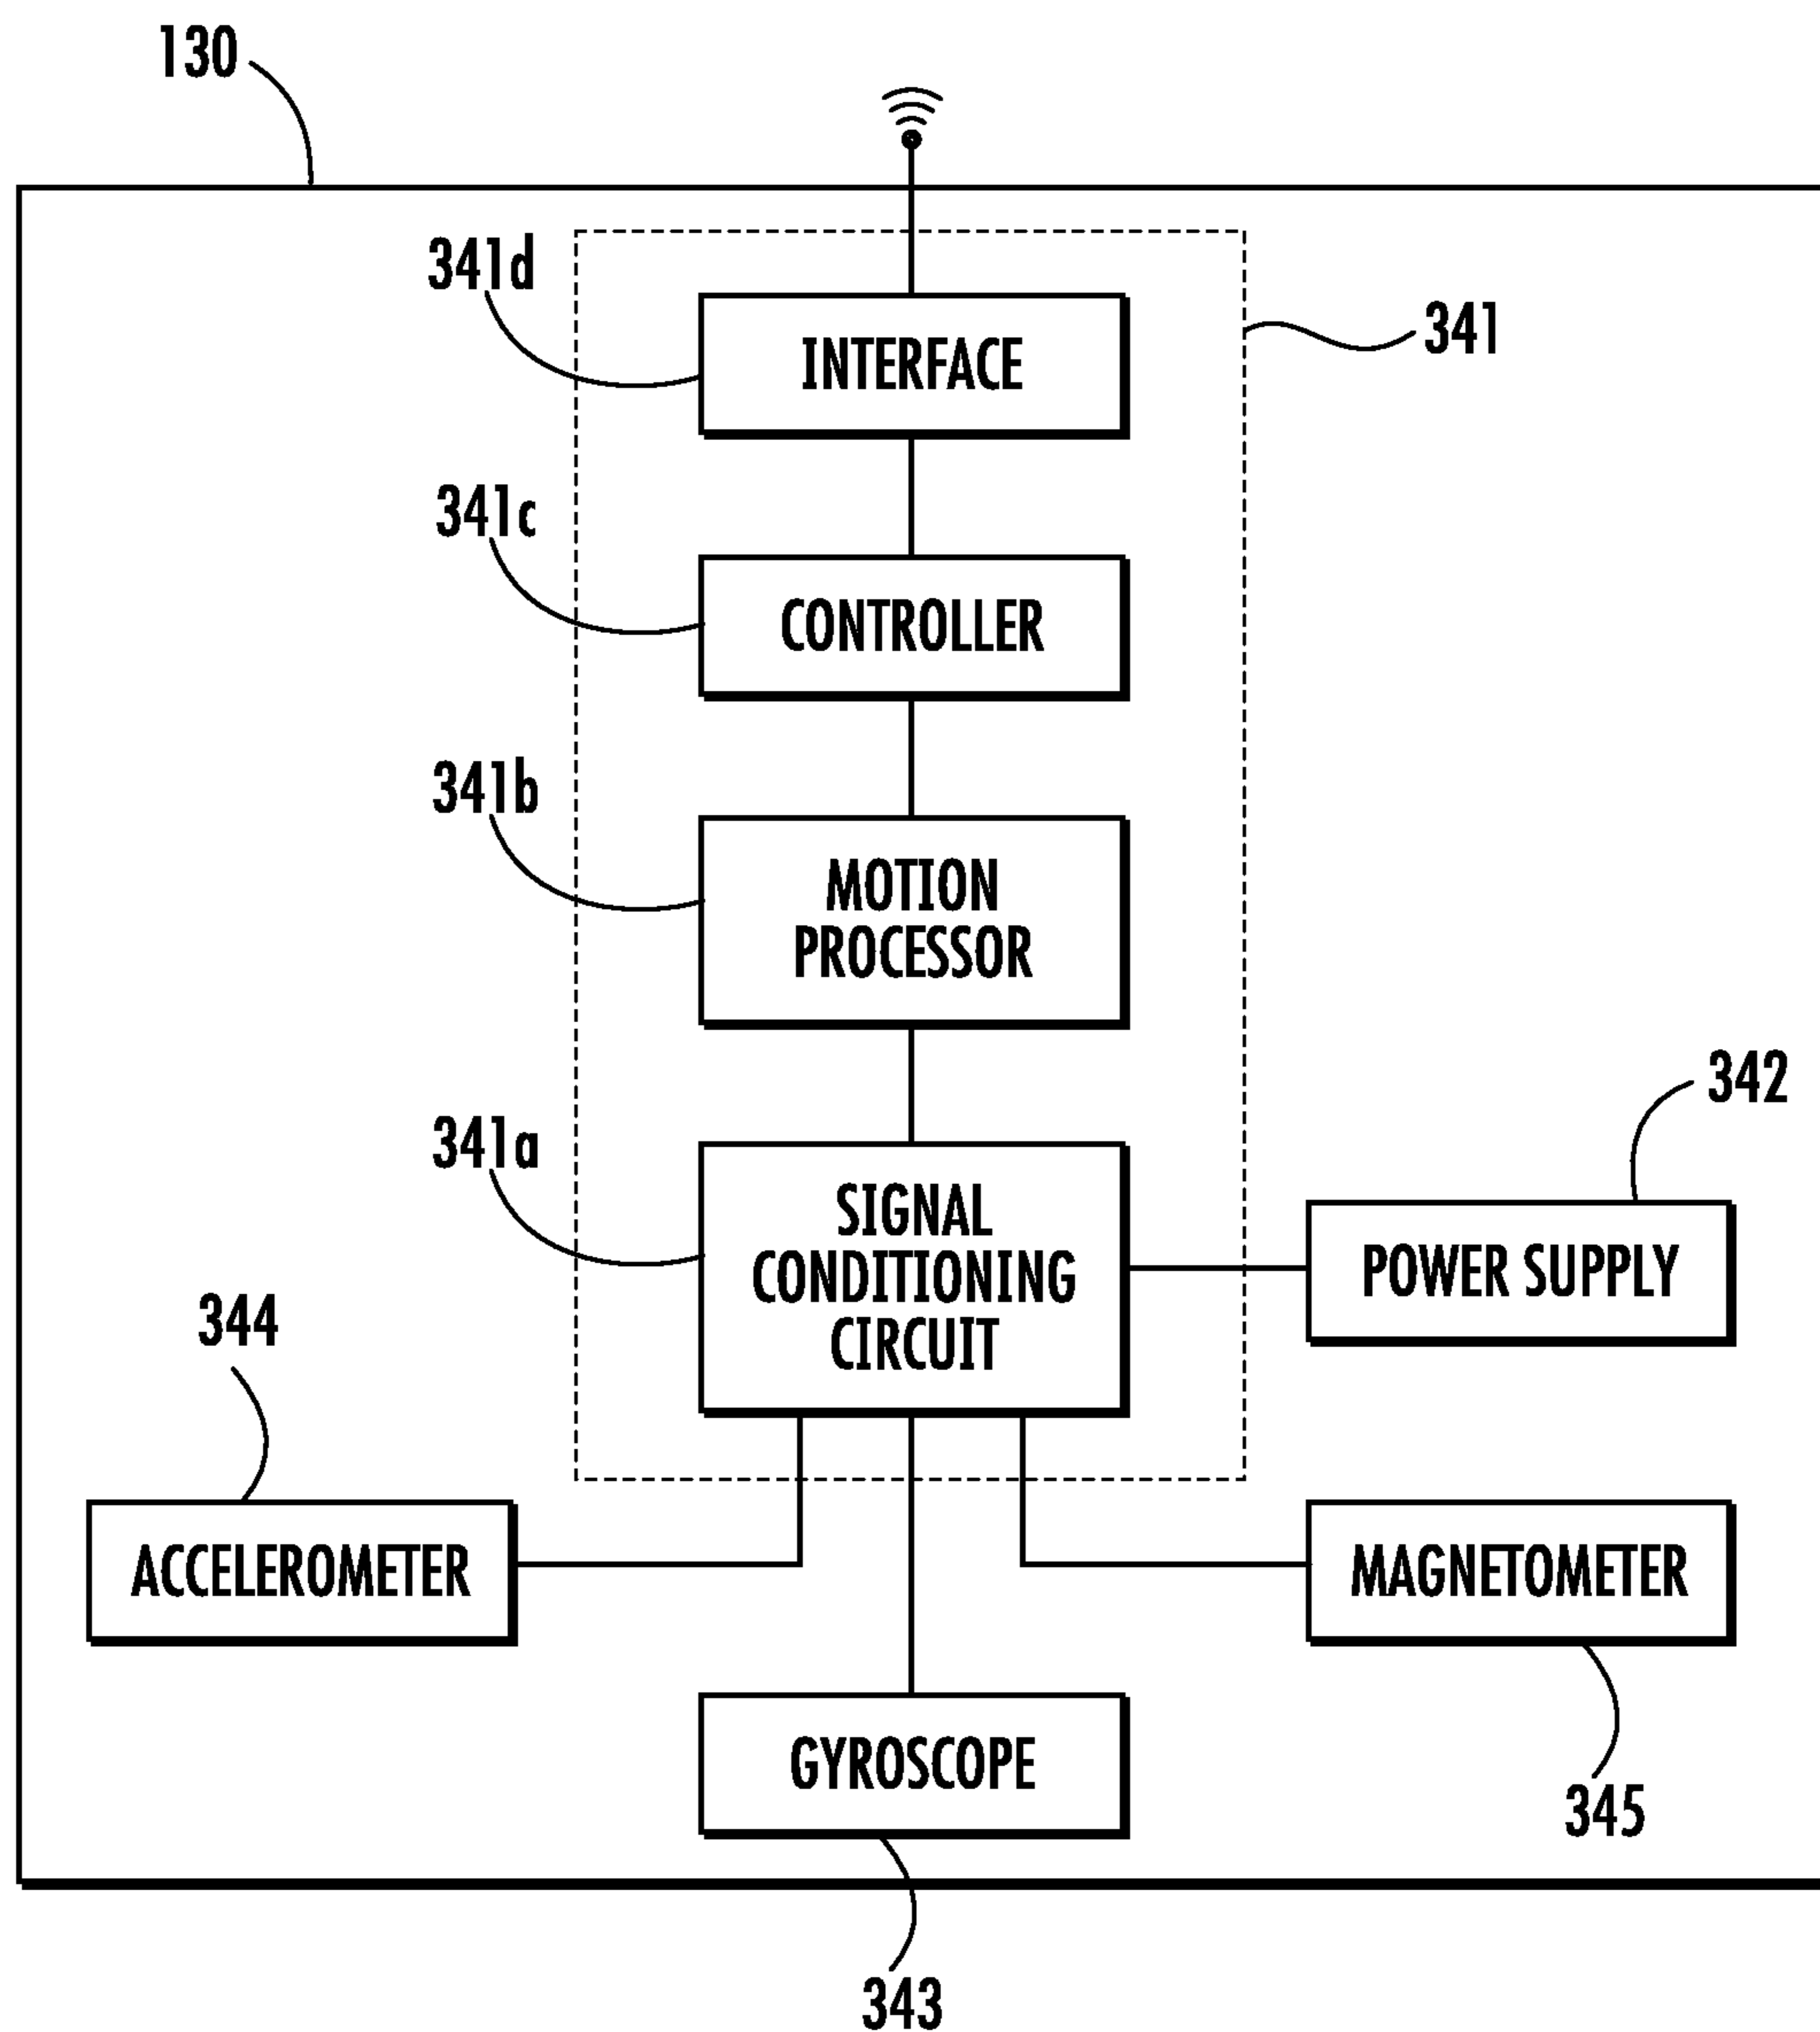 130
341d
INTERFACE
341
341c
CONTROLLER
341b
MOTION
PROCESSOR
342
341a
SIGNAL
CONDITIONING
CIRCUIT
POWER SUPPLY
344
ACCELEROMETER
MAGNETOMETER
GYROSCOPE
345
343